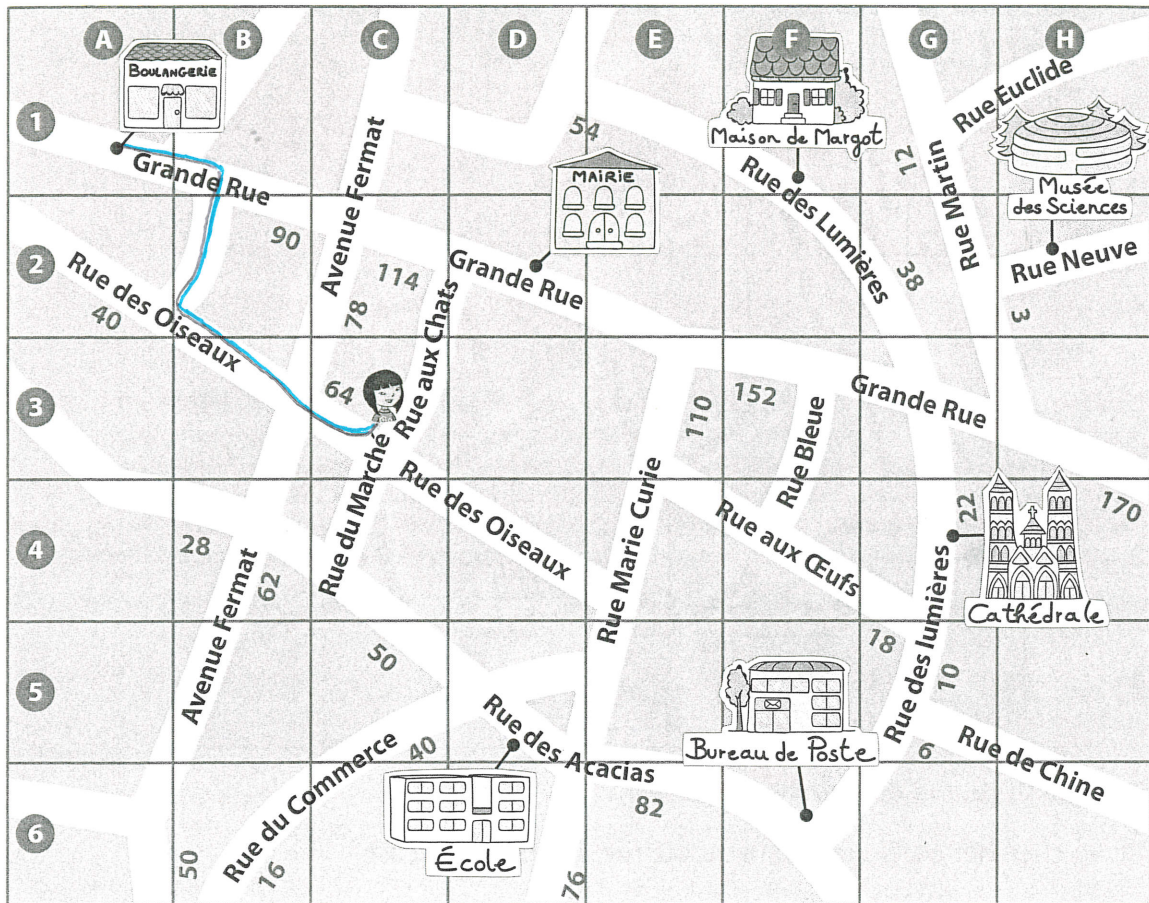 A B C D E F G H
1
2
3
4
5
6
BOULANGERIE
Grande Rue
Rue des Oiseaux
40
90
Avenue Fermat
114
78
64
Rue aux Chats
Grande Rue
MAIRIE
54
Maison de Margot
Rue des Lumières
12
Rue Martin
Rue Euclide
Musée
des Sciences
Rue Neuve
3
38
Grande Rue
152
110
Rue Bleue
Rue du Marché
Rue des Oiseaux
Rue Marie Curie
Rue aux Œufs
22
170
Cathédrale
Rue des lumières
28
62
Avenue Fermat
50
18
10
6
Rue de Chine
Bureau de Poste
Rue des Acacias
82
Rue du Commerce
40
École
50
16
76